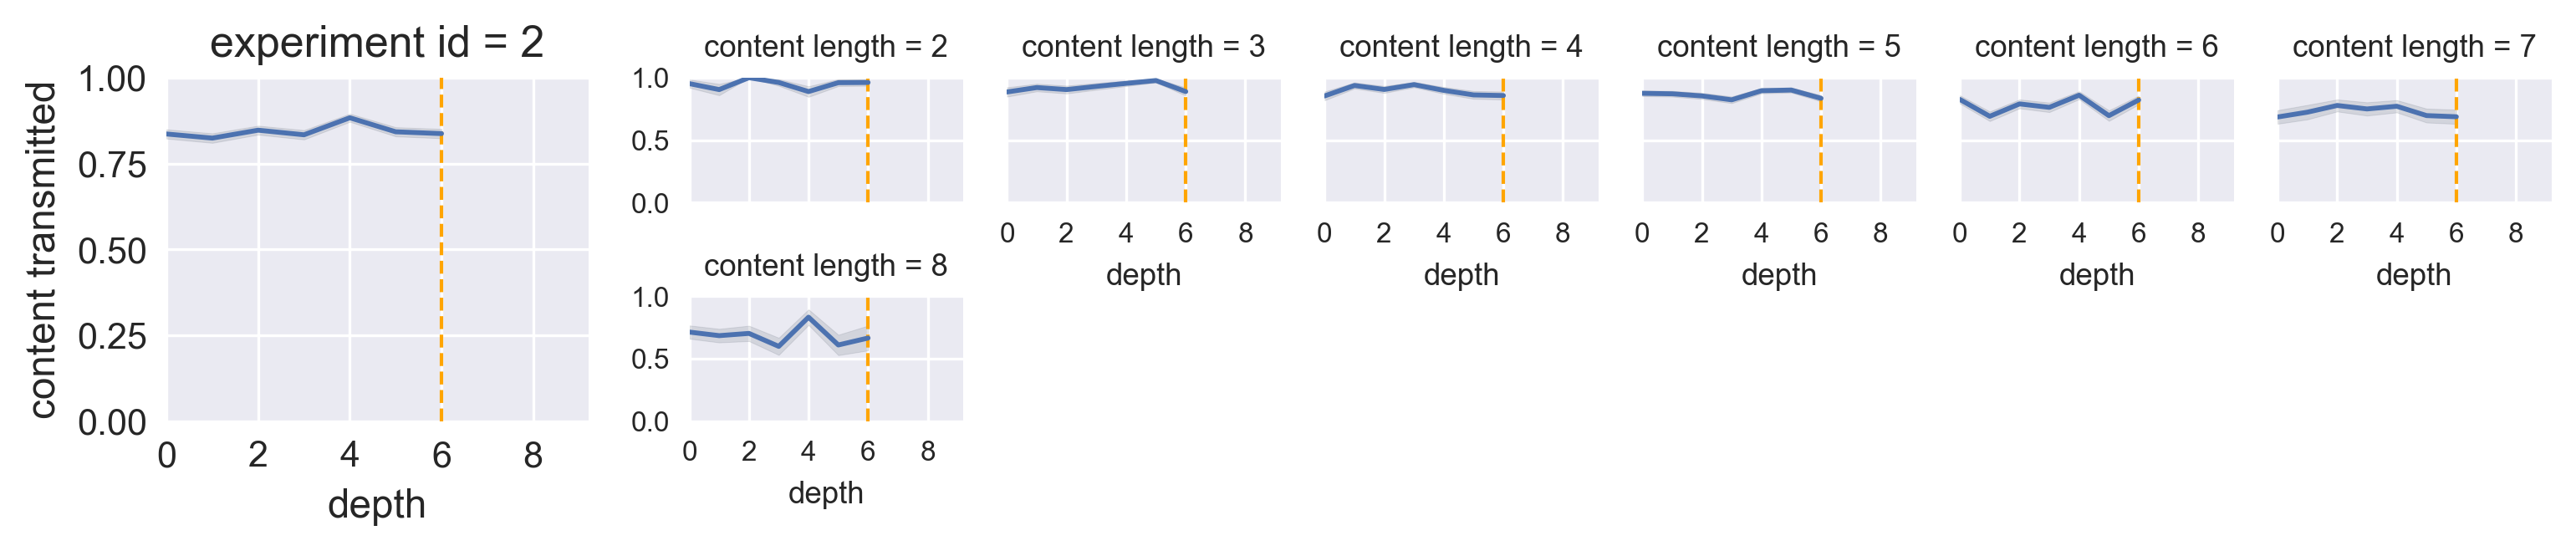 experiment id = 2
content transmitted
1.00
0.75
0.50
0.25
0.00
0 2 4 6 8
depth
content length = 2
1.0
0.5
0.0
content length = 3
0 2 4 6 8
depth
content length = 4
0 2 4 6 8
depth
content length = 5
0 2 4 6 8
depth
content length = 6
0 2 4 6 8
depth
content length = 7
0 2 4 6 8
depth
content length = 8
1.0
0.5
0.0
0 2 4 6 8
depth